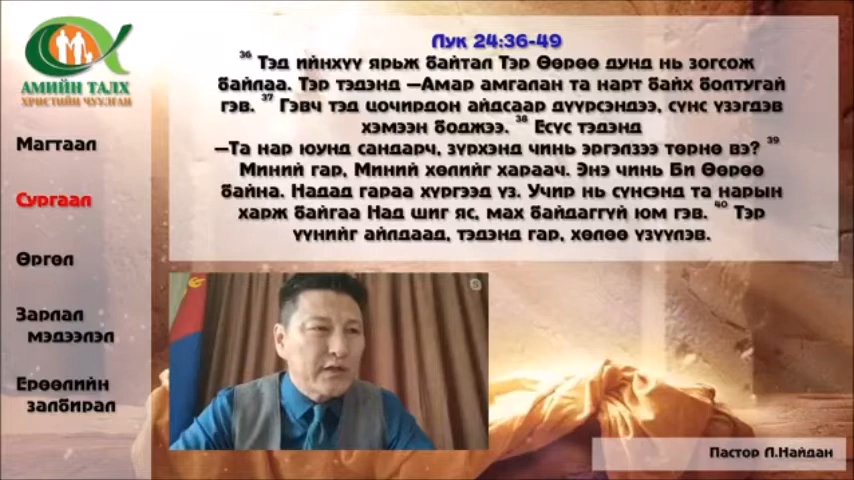 АМИЙН ТАЛХ
ХРИСТИЙН ЧУУЛГАН
Магтаал
Сургаал
Өргөл
Зарлал
мэдээлэл
Ерөөлийн
залбирал
Лук 24:36-49
36 Тэд ийнхүү ярьж байтал Тэр Өөрөө дунд нь зогсож
байлаа. Тэр тэдэнд —Амар амгалан та нарт байх болтугай
гэв. 37 Гэвч тэд цочирдон айдсаар дүүрсэндээ, сүнс үзэгдэв
хэмээн боджээ. 38 Есүс тэдэнд
—Та нар юунд сандарч, зүрхэнд чинь эргэлзээ төрнө вэ? 39
Миний гар, Миний хөлийг хараач. Энэ чинь Би Өөрөө
байна. Надад гараа хүргээд үз. Учир нь сүнсэнд та нарын
харж байгаа Над шиг яс, мах байдаггүй юм гэв. 40 Тэр
үүнийг айлдаад, тэдэнд гар, хөлөө үзүүлэв.
Пастор Л.Найдан